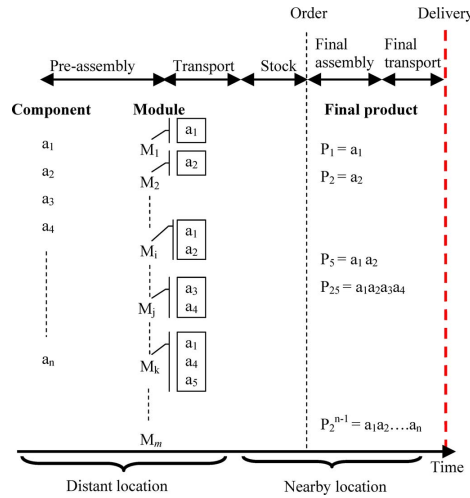 Order
Delivery
Pre-assembly
Transport
Stock
Final assembly
Final transport
Component
Module
Final product
a1
a2
a3
a4
an
M1
a1
M2
a2
Mi
a1
a2
Mj
a3
a4
Mk
a1
a4
a5
Mm
P1 = a1
P2 = a2
P5 = a1 a2
P25 = a1a2a3a4
P2^n-1 = a1a2….an
Time
Distant location
Nearby location